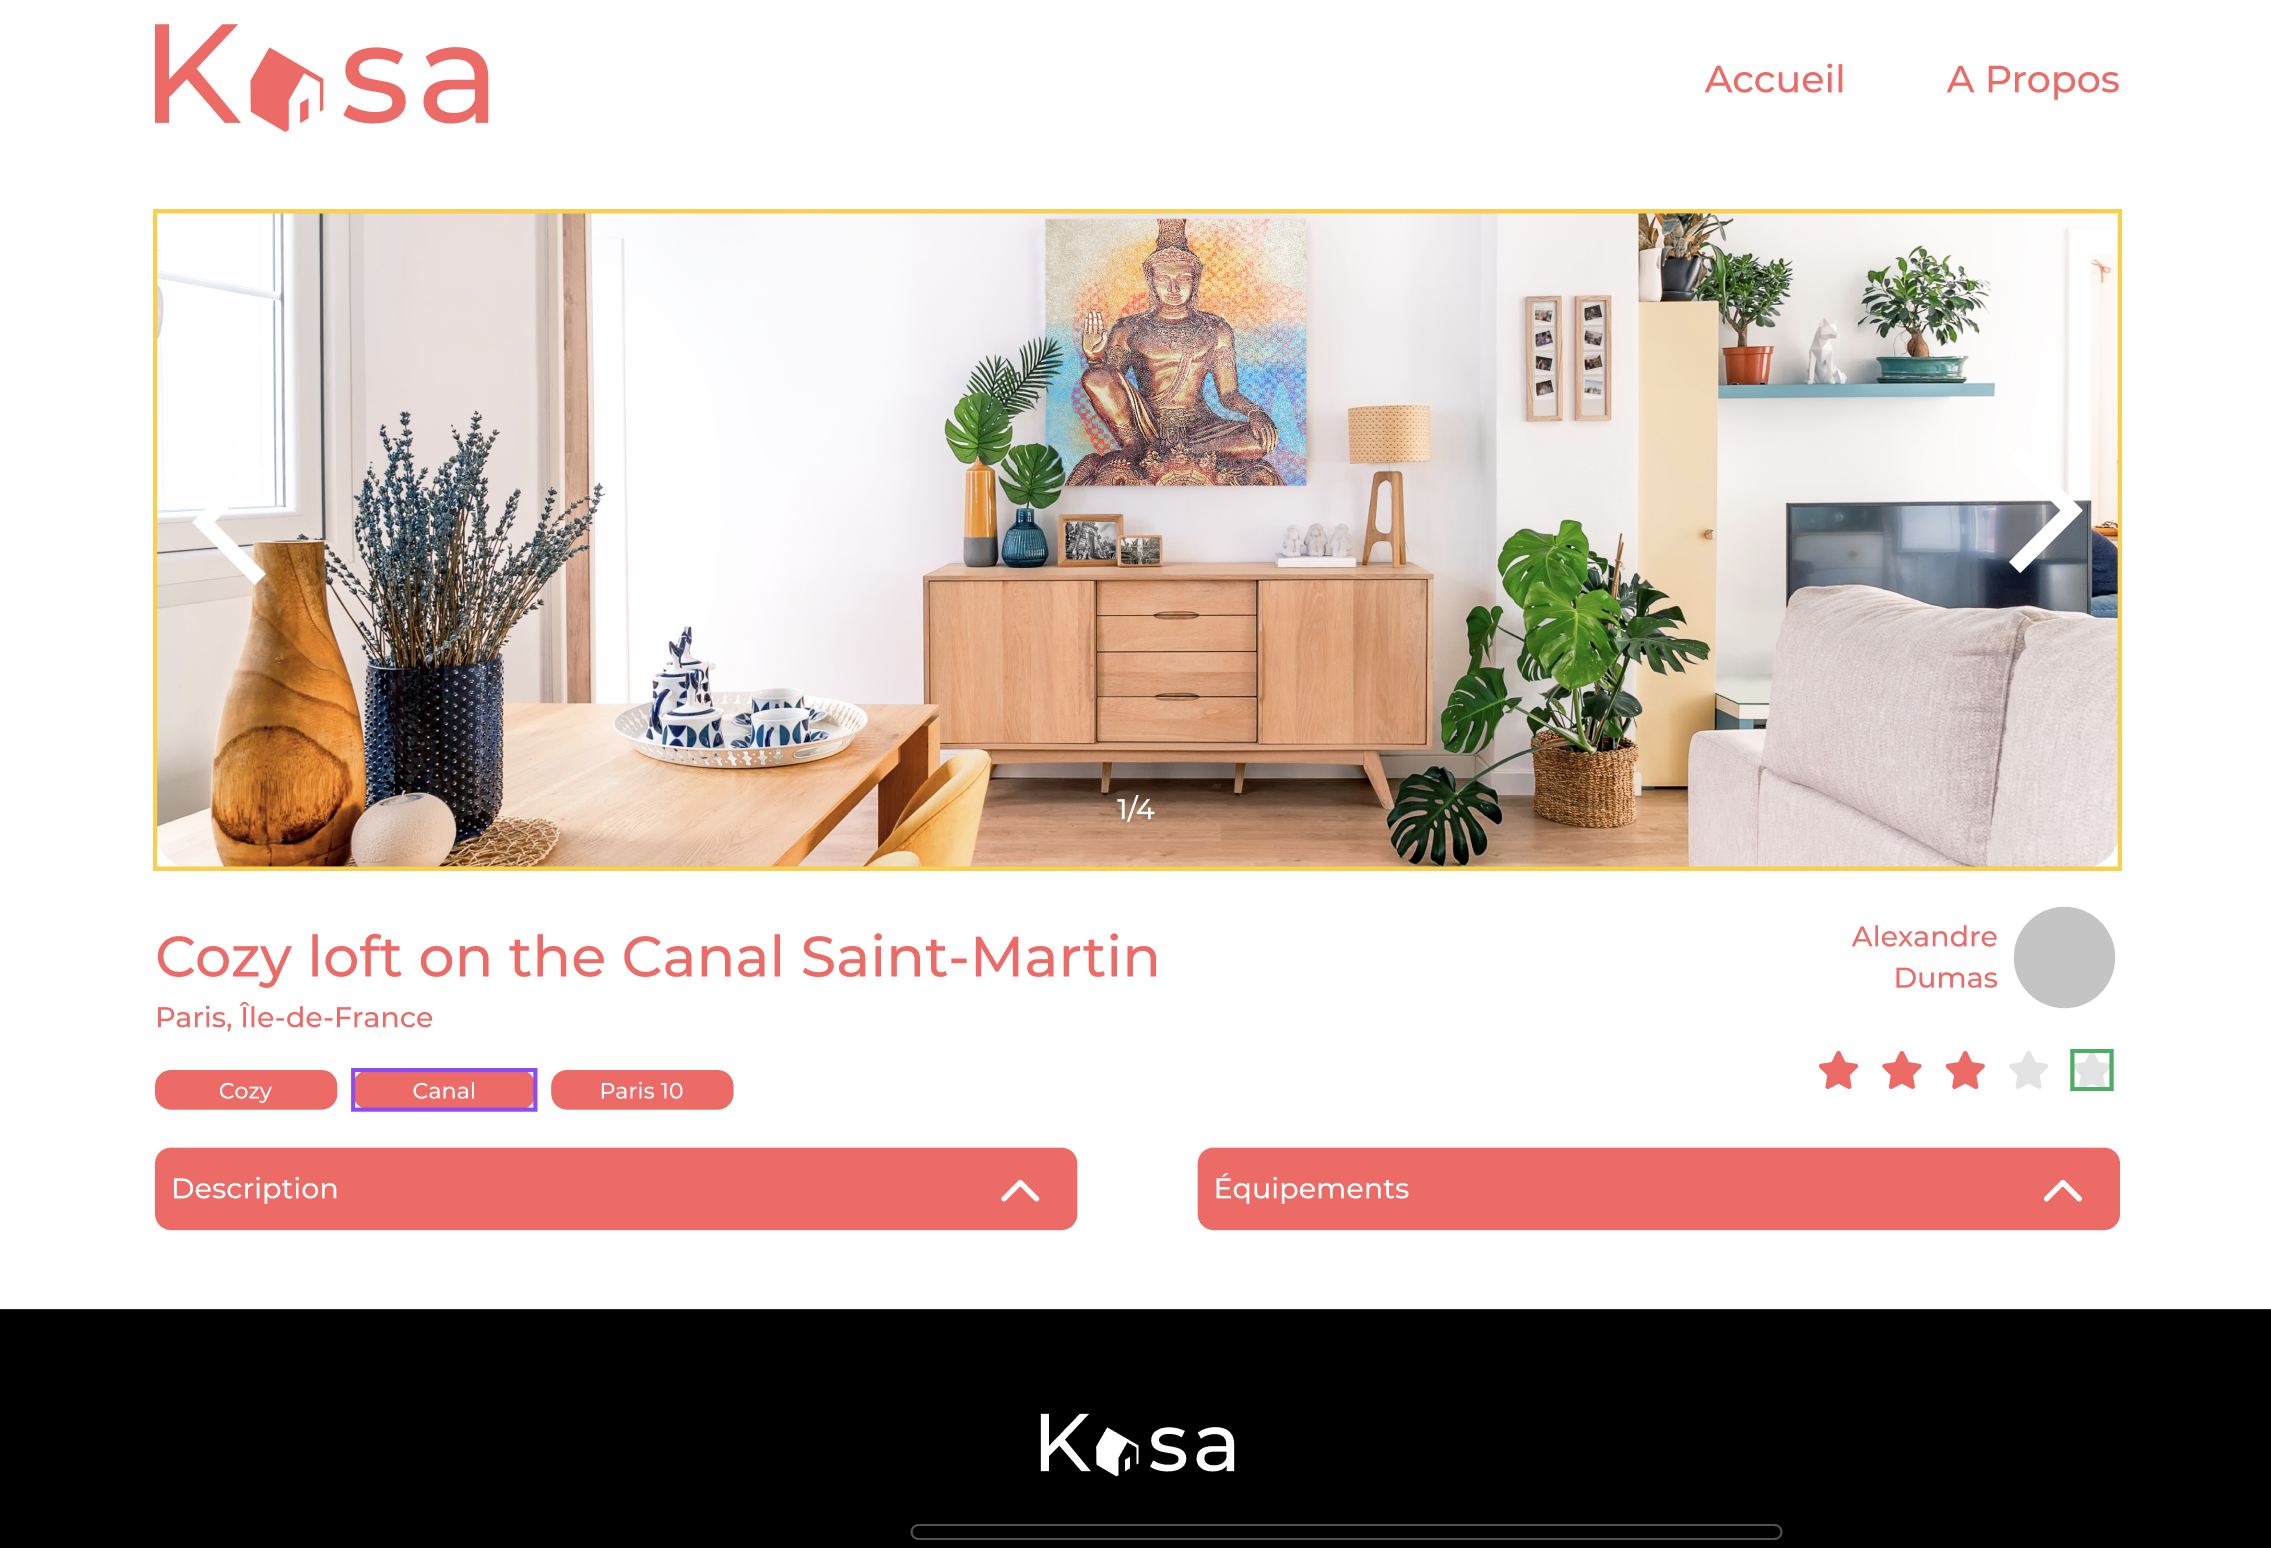 Kasa
Accueil
A Propos
1/4
Cozy loft on the Canal Saint-Martin
Paris, Île-de-France
Alexandre
Dumas
Cozy
Canal
Paris 10
Description
Équipements
Kasa